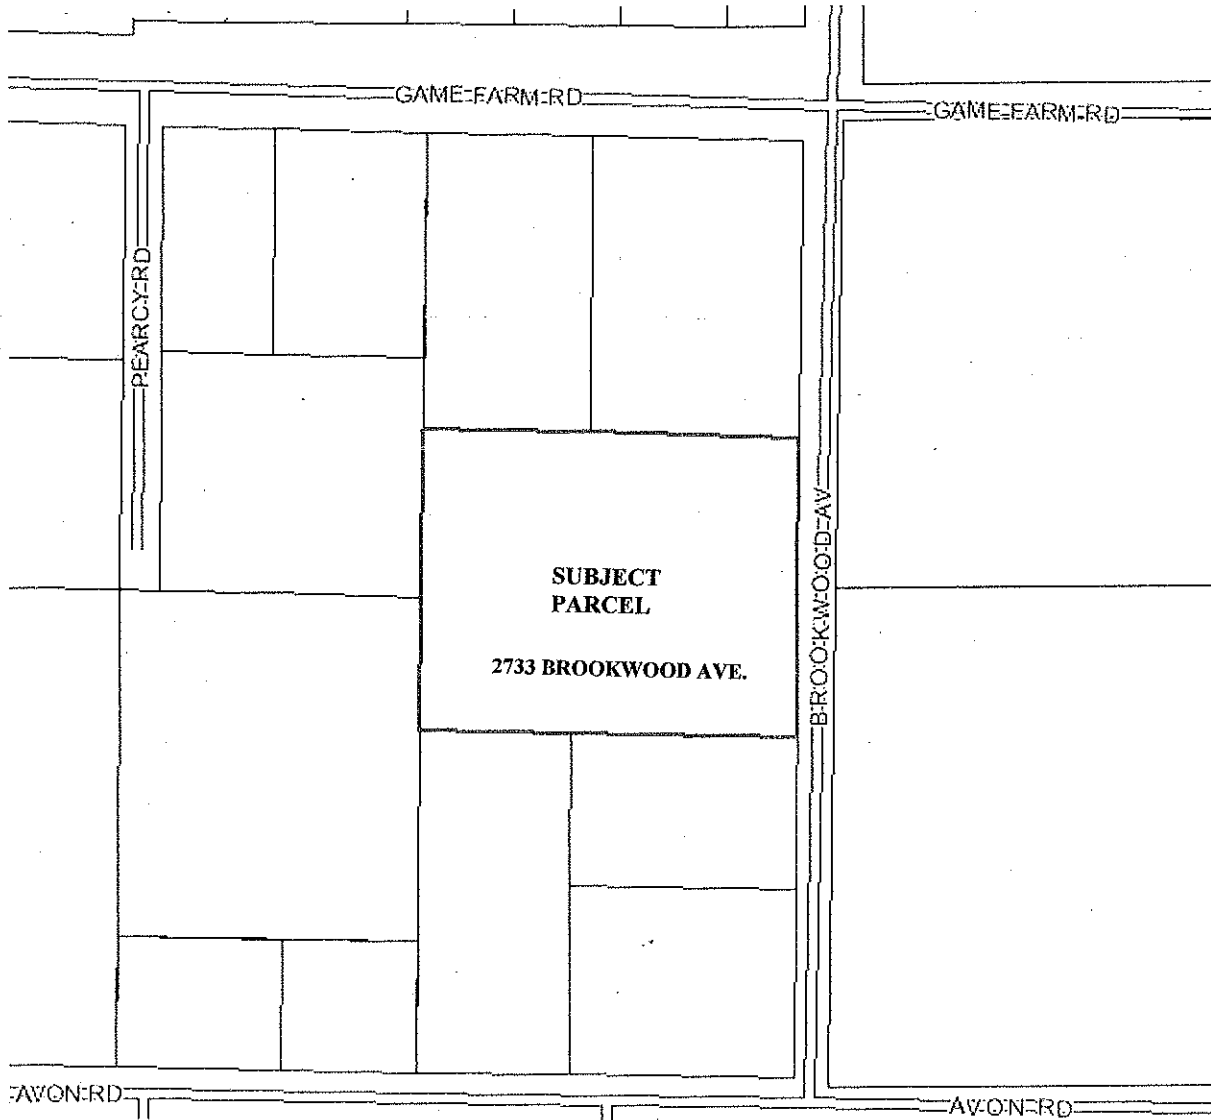 GAME FARM RD
GAME FARM RD
PEARCY RD
BROOKWOOD AV
SUBJECT
PARCEL
2733 BROOKWOOD AVE.
AVON RD
AVON RD